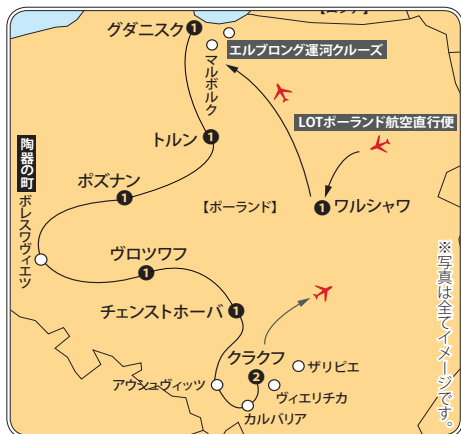 【ロシア】
グダニスク
1
エルブロング運河クルーズ
マルボルク
LOTポーランド航空直行便
トルン
1
陶器の町
ボレスワヴィエツ
ポズナン
1
【ポーランド】
1
ワルシャワ
ヴロツワフ
1
チェンストホーバ
1
クラクフ
2
ザリピエ
アウシュヴィッツ
ヴィエリチカ
カルバリア
※写真は全てイメージです。